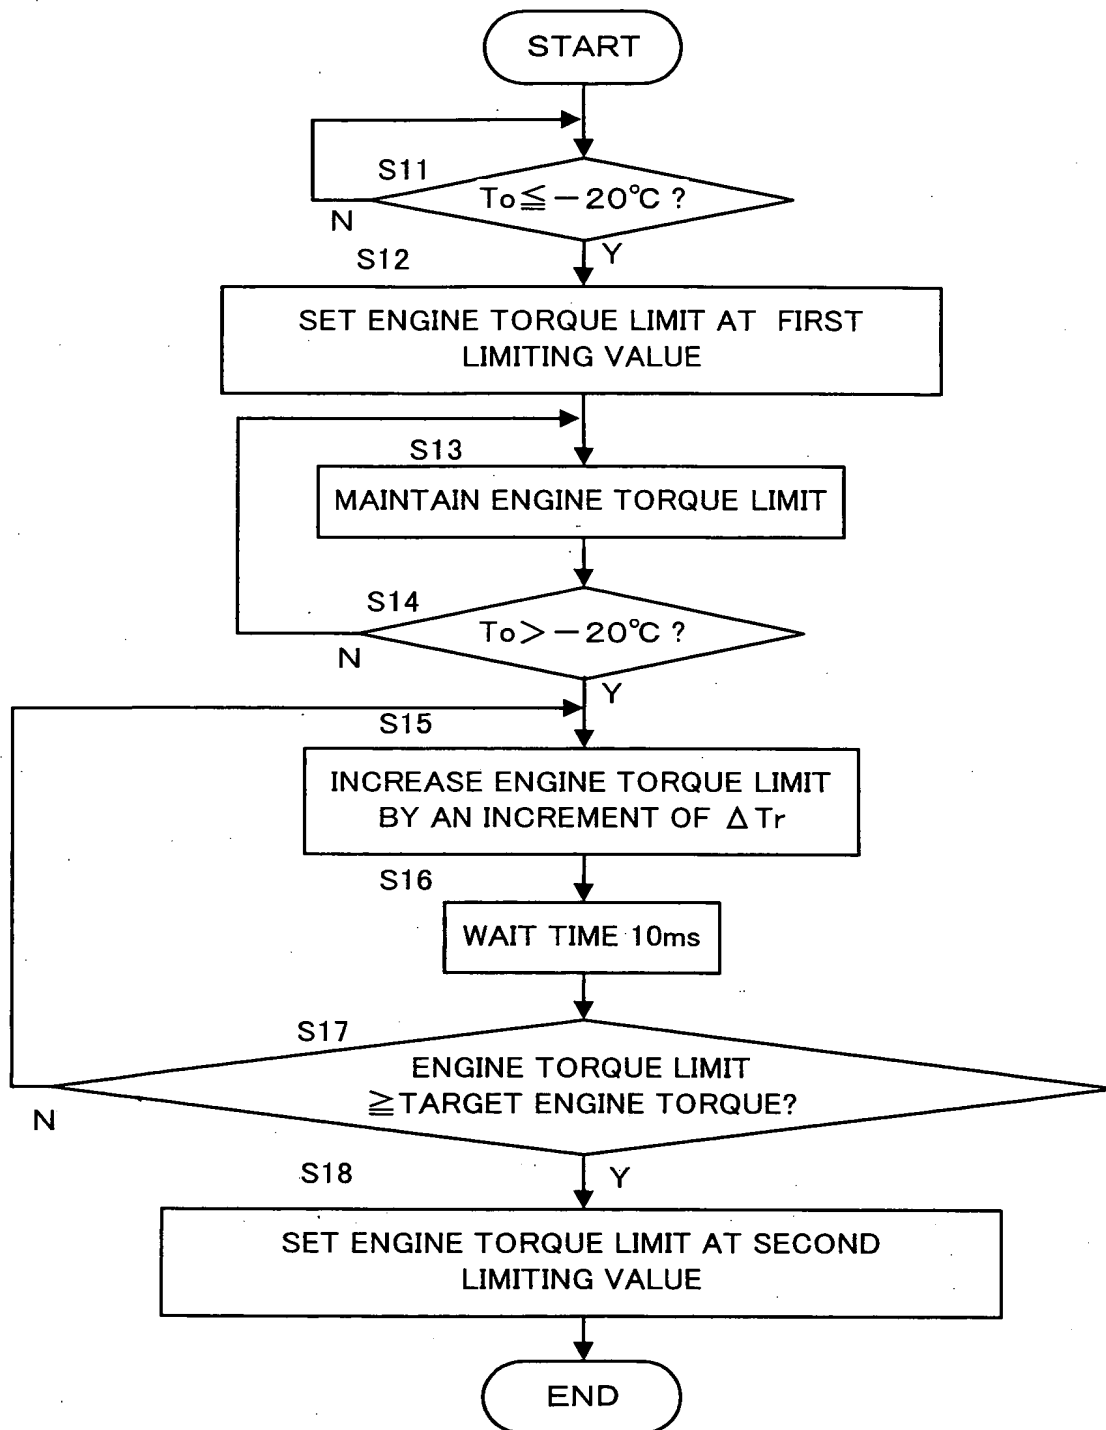 START
S11
To≦−20℃ ?
N
Y
S12
SET ENGINE TORQUE LIMIT AT FIRST
LIMITING VALUE
S13
MAINTAIN ENGINE TORQUE LIMIT
S14
To>−20℃ ?
N
Y
S15
INCREASE ENGINE TORQUE LIMIT
BY AN INCREMENT OF ΔTr
S16
WAIT TIME 10ms
S17
ENGINE TORQUE LIMIT
≧TARGET ENGINE TORQUE?
N
Y
S18
SET ENGINE TORQUE LIMIT AT SECOND
LIMITING VALUE
END